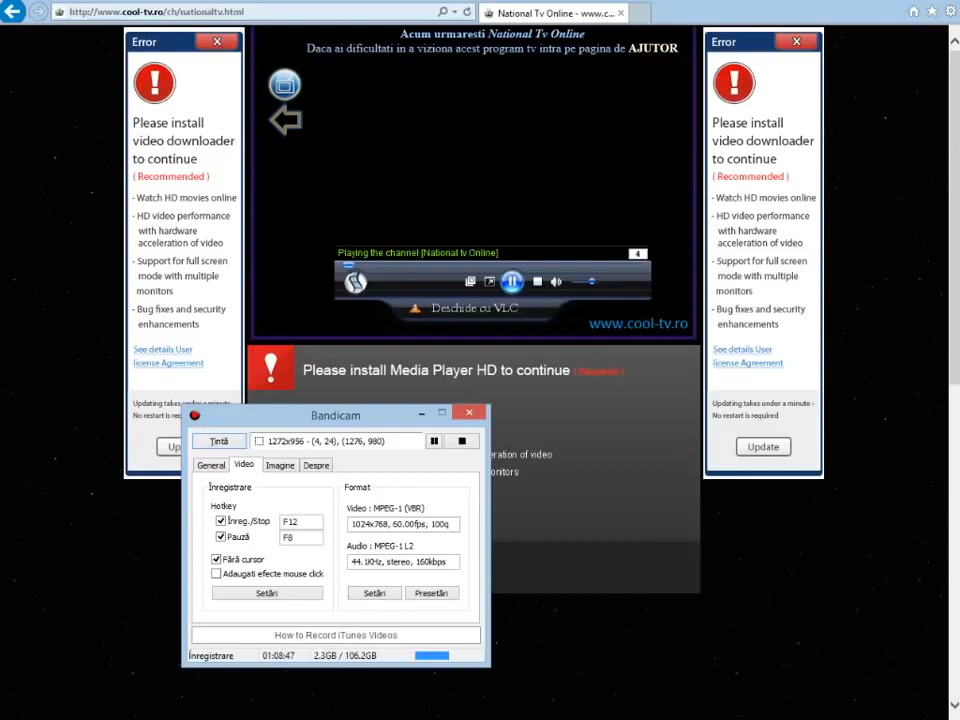 http://www.cool-tv.ro/ch/nationaltv.html
National Tv Online - www.c...
Acum urmaresti National Tv Online
Daca ai dificultati in a viziona acest program tv intra pe pagina de AJUTOR
Error
Please install
video downloader
to continue
( Recommended )
- Watch HD movies online
- HD video performance
with hardware
acceleration of video
- Support for full screen
mode with multiple
monitors
- Bug fixes and security
enhancements
See details User
license Agreement
Updating takes under a minute -
No restart is required
Up
Playing the channel [National tv Online]
4
Deschide cu VLC
www.cool-tv.ro
Please install Media Player HD to continue
eration of video
onitors
Error
Please install
video downloader
to continue
( Recommended )
- Watch HD movies online
- HD video performance
with hardware
acceleration of video
- Support for full screen
mode with multiple
monitors
- Bug fixes and security
enhancements
See details User
license Agreement
Updating takes under a minute -
No restart is required
Update
Bandicam
Țintă
1272x956 - (4, 24), (1276, 980)
General Video Imagine Despre
Înregistrare
Hotkey
Înreg./Stop F12
Pauză F8
Fără cursor
Adaugati efecte mouse click
Setări
Format
Video : MPEG-1 (VBR)
1024x768, 60.00fps, 100q
Audio : MPEG-1 L2
44.1KHz, stereo, 160kbps
Setări Presetări
How to Record iTunes Videos
Înregistrare 01:08:47 2.3GB / 106.2GB